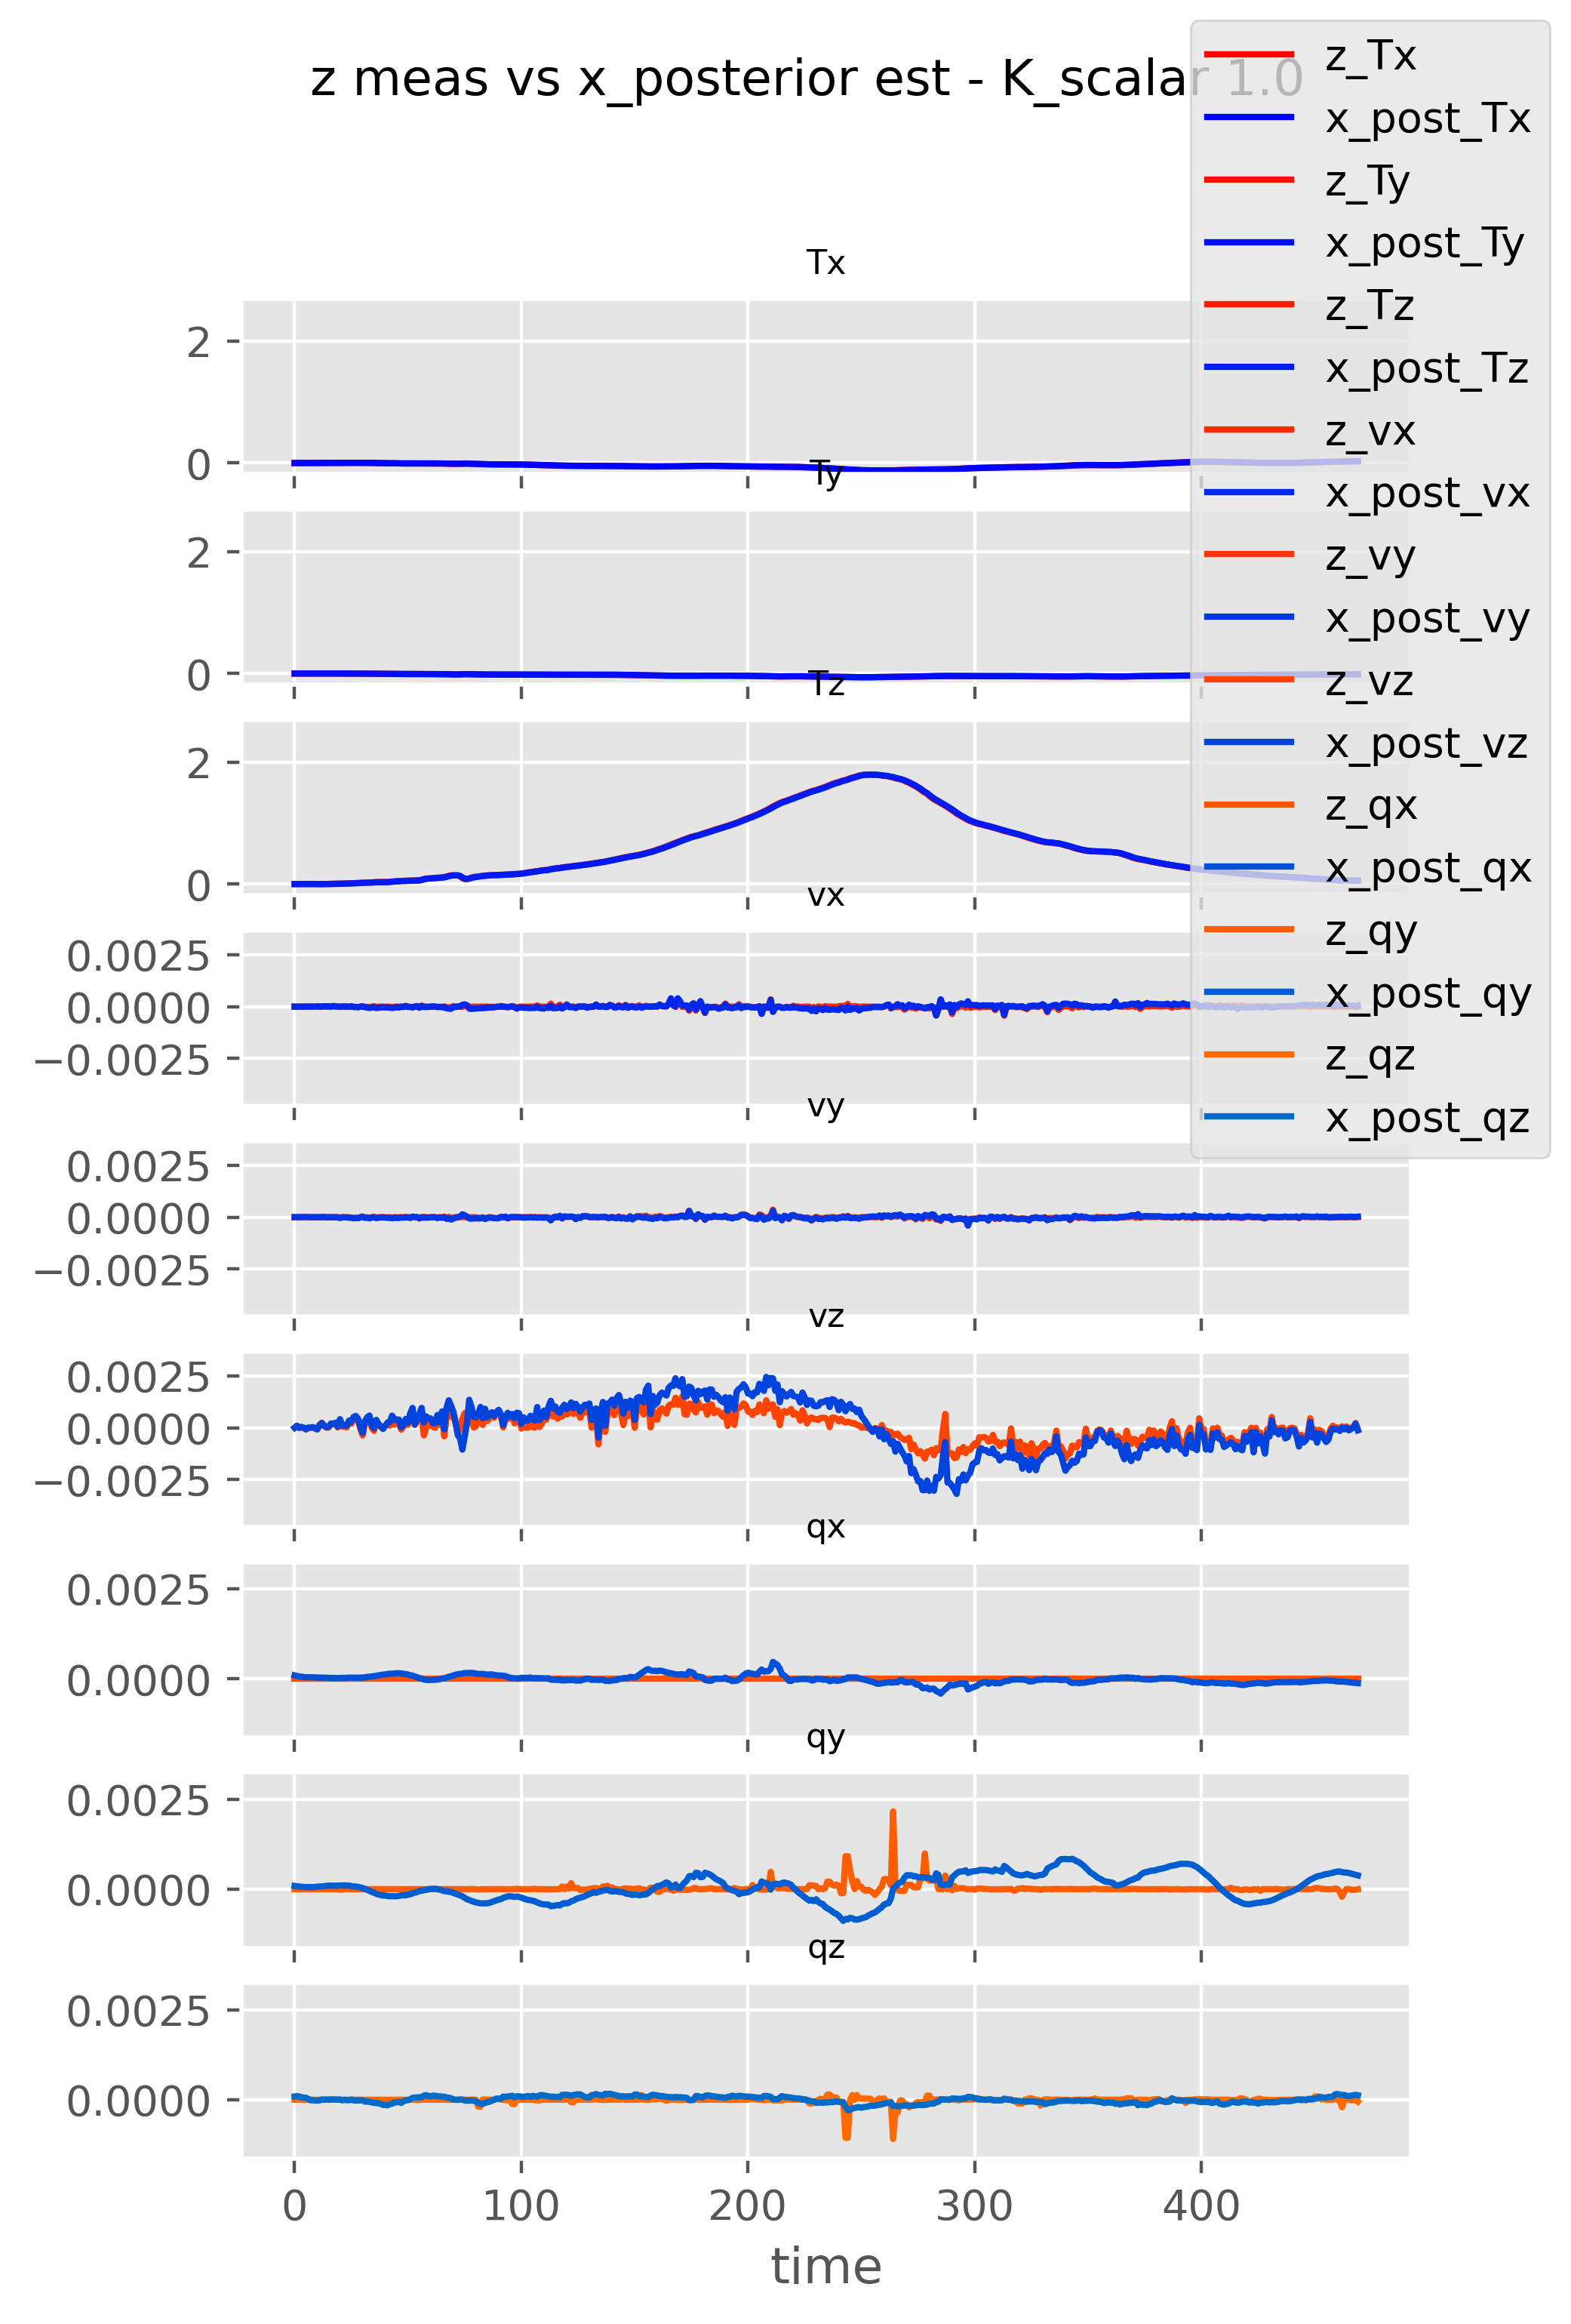 z meas vs x_posterior est - K_scalar 1.0
z_Tx
x_post_Tx
z_Ty
x_post_Ty
z_Tz
x_post_Tz
z_vx
x_post_vx
z_vy
x_post_vy
z_vz
x_post_vz
z_qx
x_post_qx
z_qy
x_post_qy
z_qz
x_post_qz
Tx
2
0
Ty
2
0
Tz
2
0
vx
0.0025
0.0000
−0.0025
vy
0.0025
0.0000
−0.0025
vz
0.0025
0.0000
−0.0025
qx
0.0025
0.0000
qy
0.0025
0.0000
qz
0.0025
0.0000
0 100 200 300 400
time